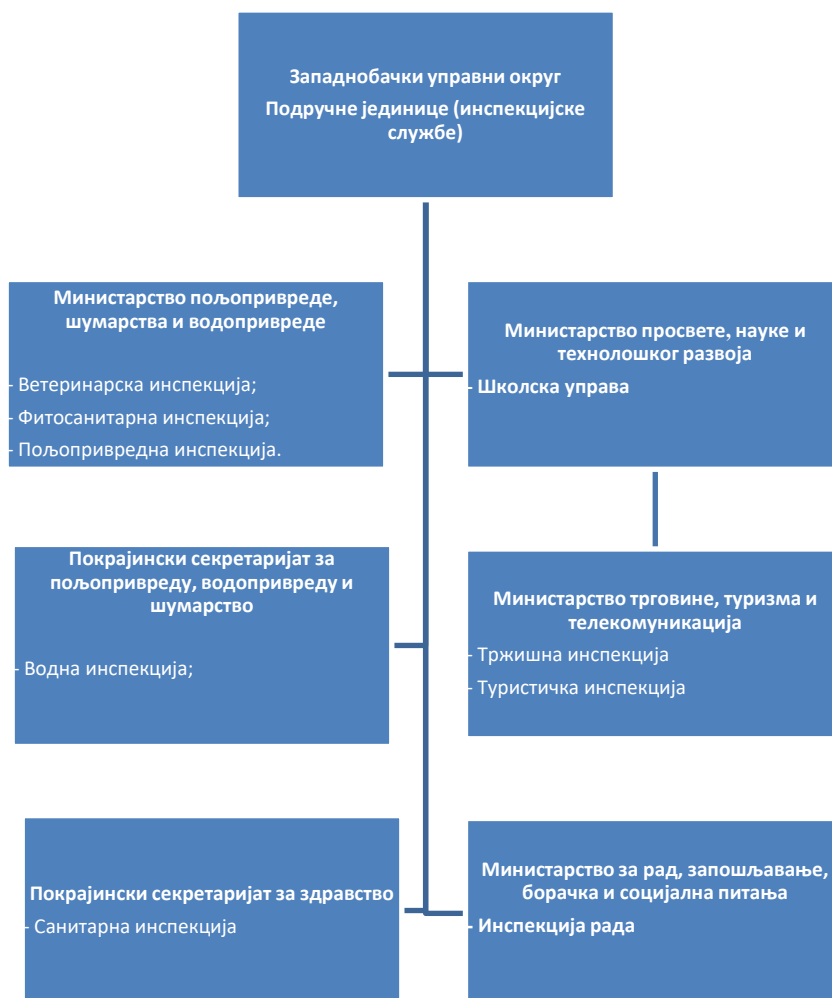 Западнобачки управни округ
Подручне јединице (инспекцијске
службе)
Министарство пољопривреде,
шумарства и водопривреде
- Ветеринарска инспекција;
- Фитосанитарна инспекција;
- Пољопривредна инспекција.
Министарство просвете, науке и
технолошког развоја
- Школска управа
Покрајински секретаријат за
пољопривреду, водопривреду и
шумарство
- Водна инспекција;
Министарство трговине, туризма и
телекомуникација
- Тржишна инспекција
- Туристичка инспекција
Покрајински секретаријат за здравство
- Санитарна инспекција
Министарство за рад, запошљавање,
борачка и социјална питања
- Инспекција рада